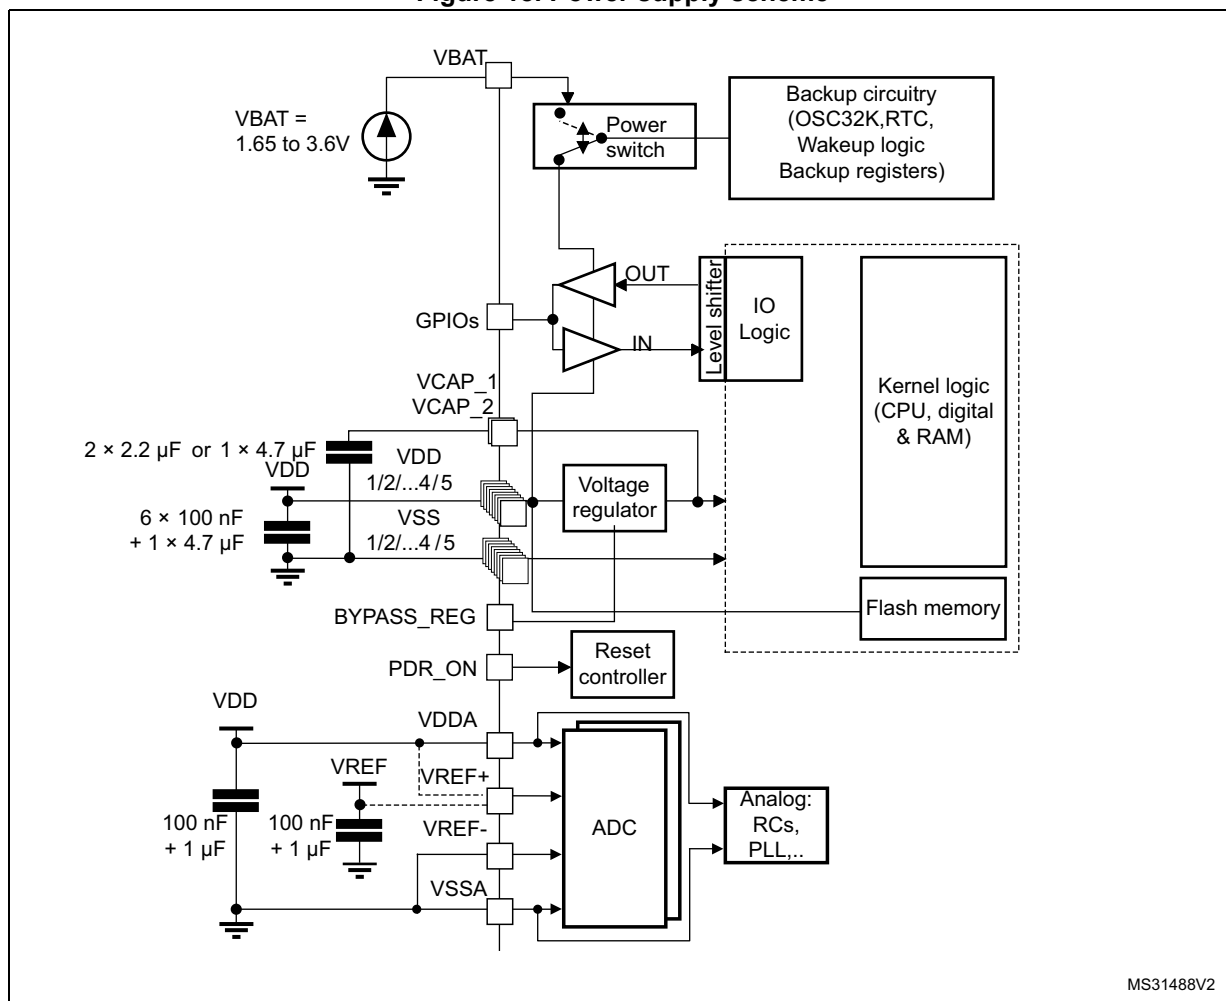 VBAT
VBAT =
1.65 to 3.6V
Power
switch
Backup circuitry
(OSC32K,RTC,
Wakeup logic
Backup registers)
OUT
GPIOs
IN
Level shifter
IO
Logic
Kernel logic
(CPU, digital
& RAM)
VCAP_1
VCAP_2
2 × 2.2 µF or 1 × 4.7 µF
VDD
VDD
1/2/...4/5
Voltage
regulator
6 × 100 nF
+ 1 × 4.7 µF
VSS
1/2/...4/5
Flash memory
BYPASS_REG
PDR_ON
Reset
controller
VDD
VDDA
VREF
VREF+
100 nF
+ 1 µF
100 nF
+ 1 µF
VREF-
VSSA
ADC
Analog:
RCs,
PLL,..
MS31488V2